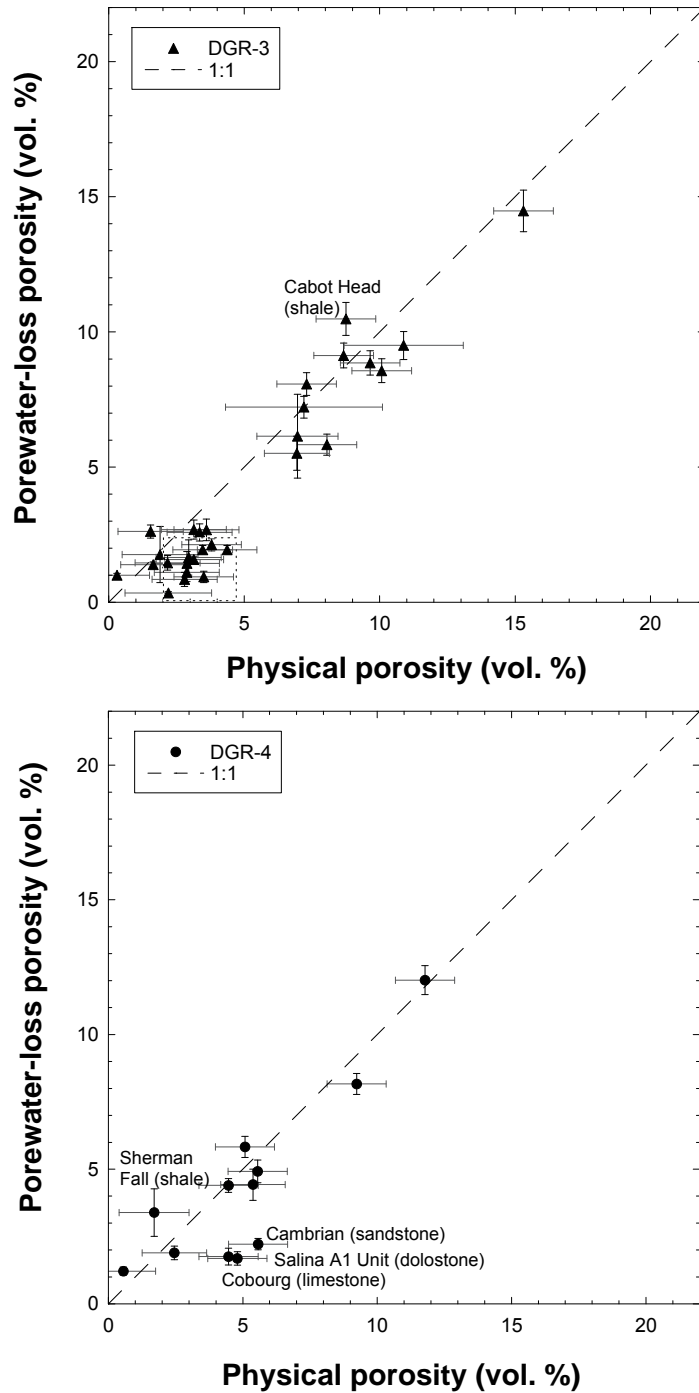 DGR-3
1:1
20
15
10
5
0
Porewater-loss porosity (vol. %)
Cabot Head
(shale)
0 5 10 15 20
Physical porosity (vol. %)
DGR-4
1:1
20
15
10
5
0
Porewater-loss porosity (vol. %)
Sherman
Fall (shale)
Cambrian (sandstone)
Salina A1 Unit (dolostone)
Cobourg (limestone)
0 5 10 15 20
Physical porosity (vol. %)